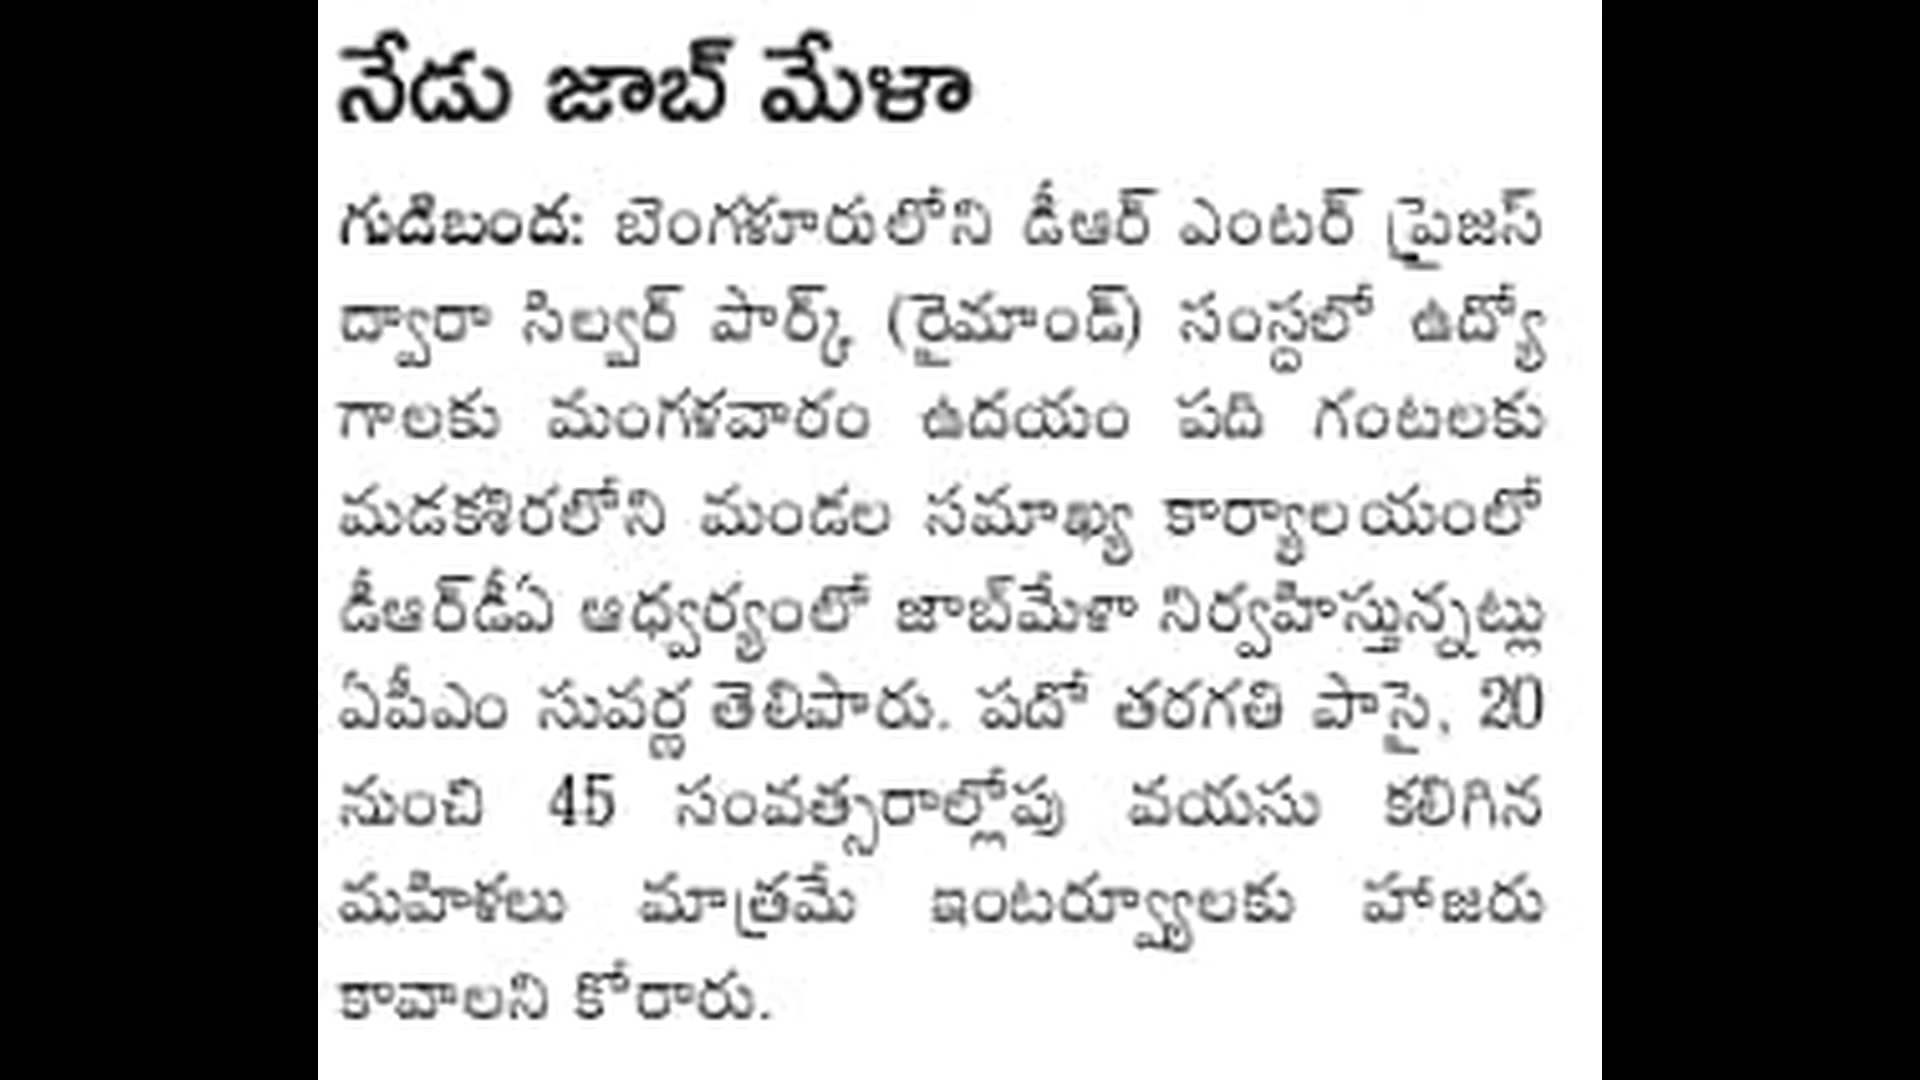 నేడు జాబ్ మేళా
గుడిబండ: బెంగళూరులోని డీఆర్ ఎంటర్ ప్రైజస్
ద్వారా సిల్వర్ పార్క్ (రైమాండ్) సంస్థలో ఉద్యో
గాలకు మంగళవారం ఉదయం పది గంటలకు
మడకశిరలోని మండల సమాఖ్య కార్యాలయంలో
డీఆర్‌డీఏ ఆధ్వర్యంలో జాబ్‌మేళా నిర్వహిస్తున్నట్లు
ఏపీఎం సువర్ణ తెలిపారు. పదో తరగతి పాసై, 20
నుంచి 45 సంవత్సరాల్లోపు వయసు కలిగిన
మహిళలు మాత్రమే ఇంటర్వ్యూలకు హాజరు
కావాలని కోరారు.